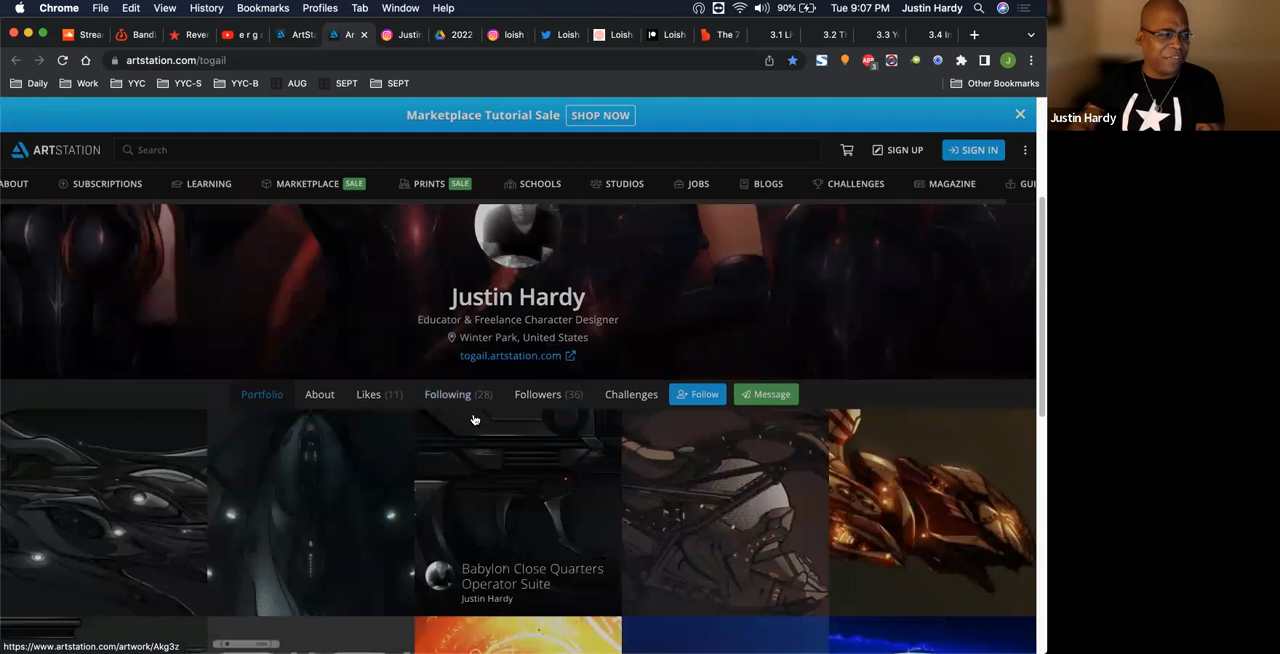 Chrome File Edit View History Bookmarks Profiles Tab Window Help 90% Tue 9:07 PM Justin Hardy
Strea Bandl Rever e r g c ArtSt Ar Justin 2022 loish Loish Loish. Loish The 7 3.1 Li 3.2 Tl 3.3 Y 3.4 In
artstation.com/togail
Daily Work YYC YYC-S YYC-B AUG SEPT SEPT Other Bookmarks
Marketplace Tutorial Sale SHOP NOW
Justin Hardy
ARTSTATION Search SIGN UP SIGN IN
ABOUT SUBSCRIPTIONS LEARNING MARKETPLACE SALE PRINTS SALE SCHOOLS STUDIOS JOBS BLOGS CHALLENGES MAGAZINE GUI
Justin Hardy
Educator & Freelance Character Designer
Winter Park, United States
togail.artstation.com
Portfolio About Likes (11) Following (28) Followers (36) Challenges Follow Message
Babylon Close Quarters
Operator Suite
Justin Hardy
https://www.artstation.com/artwork/Akg3z